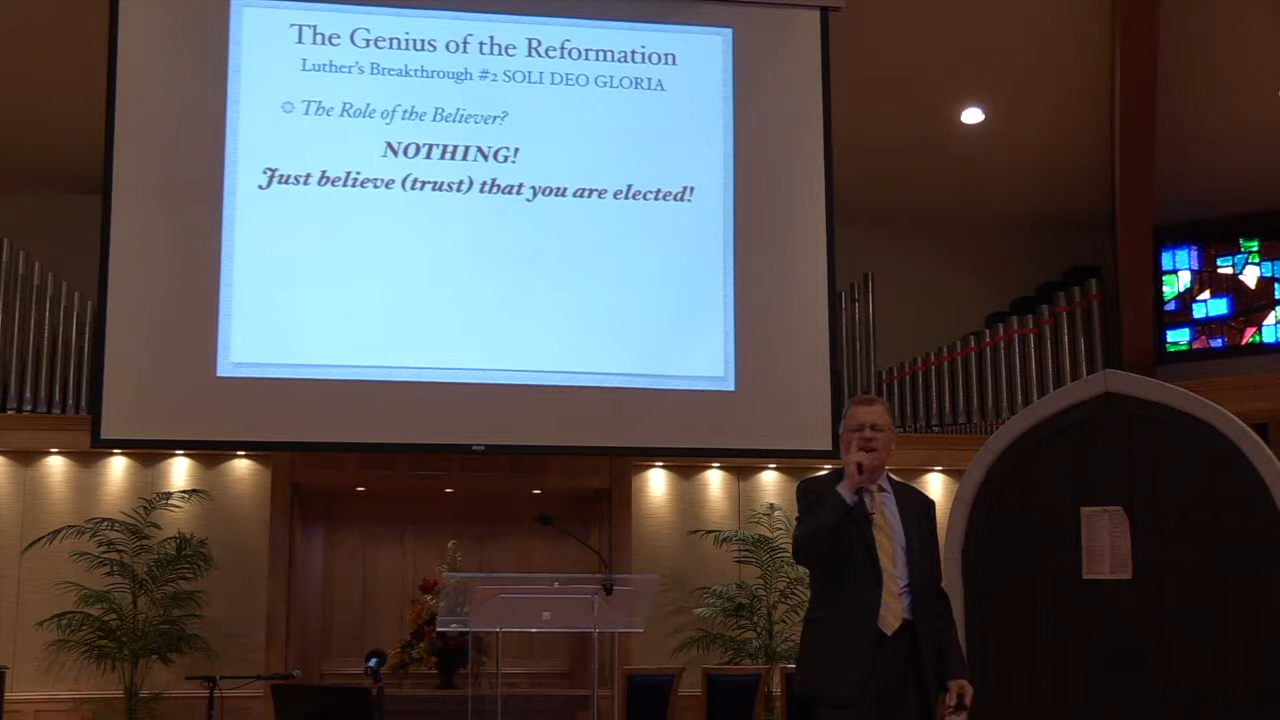 The Genius of the Reformation
Luther's Breakthrough #2 SOLI DEO GLORIA
The Role of the Believer?
NOTHING!
Just believe (trust) that you are elected!